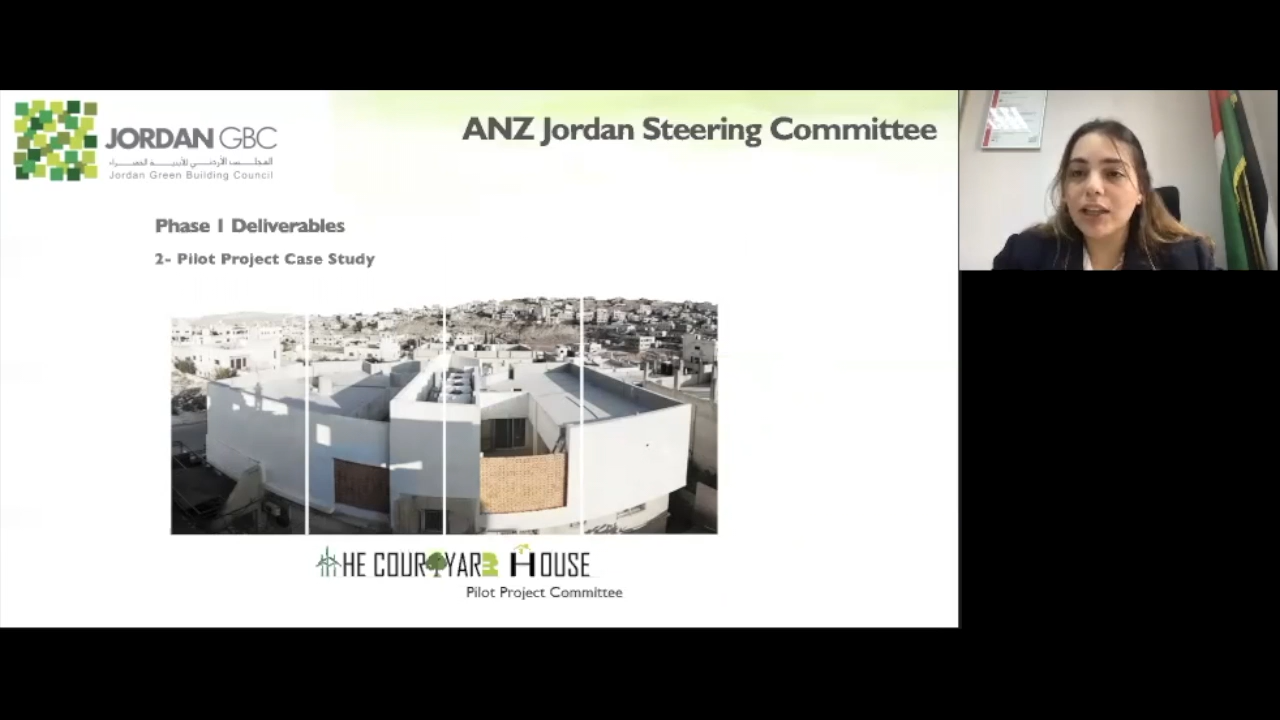 JORDAN GBC
المجلس الأردني للأبنية الخضراء
Jordan Green Building Council
ANZ Jordan Steering Committee
Phase 1 Deliverables
2- Pilot Project Case Study
THE COURTYARD HOUSE
Pilot Project Committee